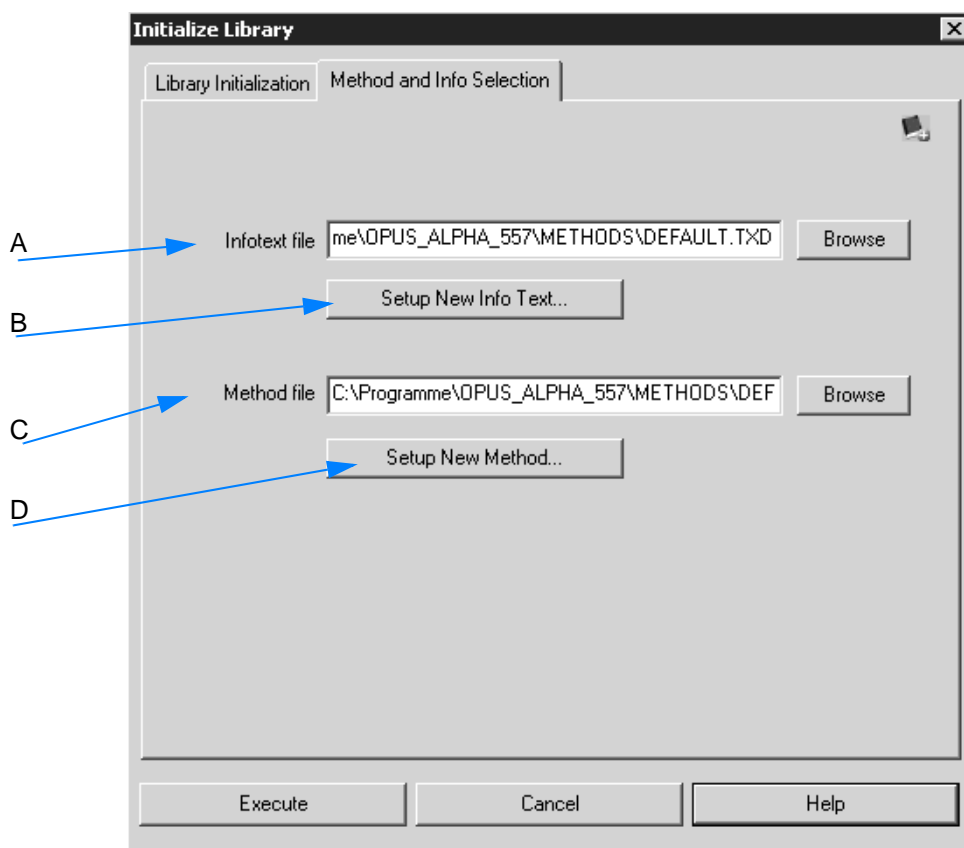 Initialize Library
Library Initialization Method and Info Selection
A
Infotext file me\OPUS_ALPHA_557\METHODS\DEFAULT.TXD Browse
Setup New Info Text...
B
Method file C:\Programme\OPUS_ALPHA_557\METHODS\DEF Browse
C
Setup New Method...
D
Execute Cancel Help